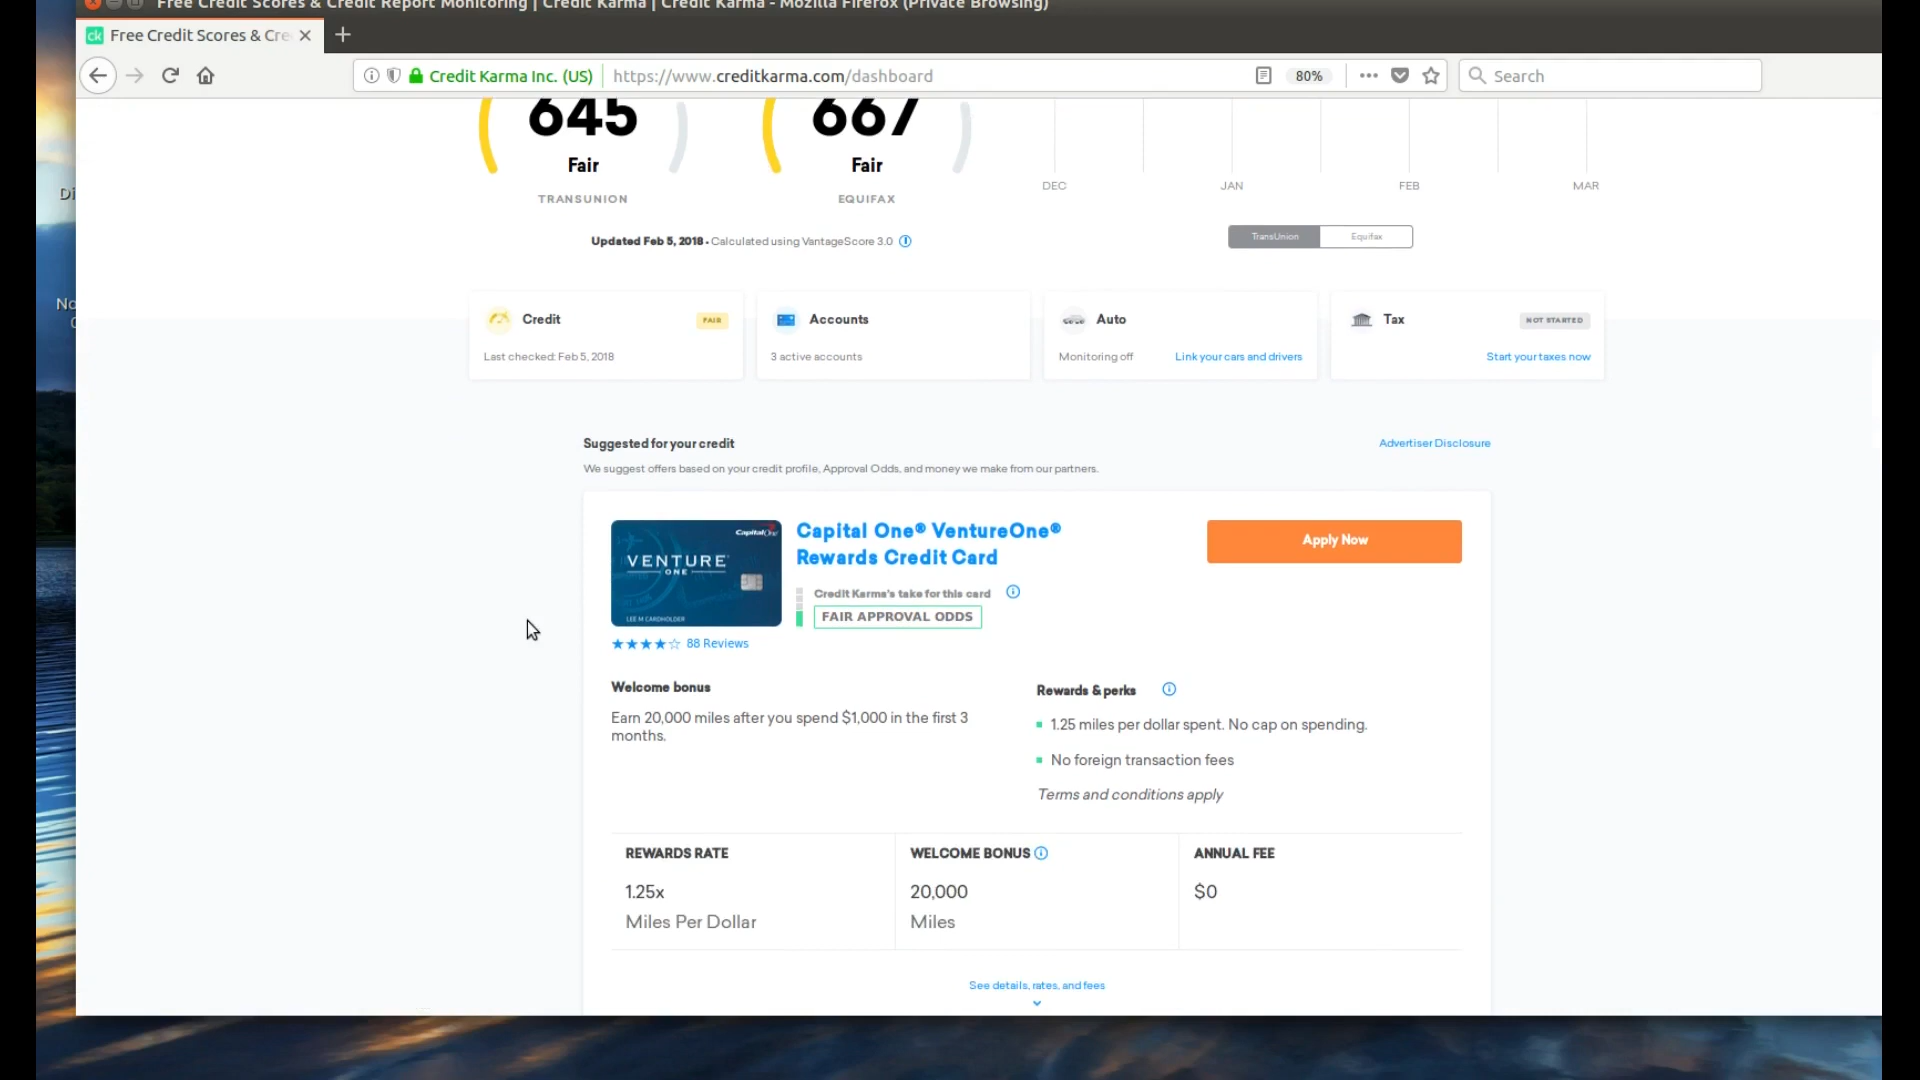 Free Credit Scores & Credit Report Monitoring | Credit Karma | Credit Karma - Mozilla Firefox (Private Browsing)
ck Free Credit Scores & Cre
Credit Karma Inc. (US) https://www.creditkarma.com/dashboard 80% Search
645 667
Fair Fair
TRANSUNION EQUIFAX
DEC JAN FEB MAR
Updated Feb 5, 2018 • Calculated using VantageScore 3.0
TransUnion Equifax
Credit FAIR
Last checked: Feb 5, 2018
Accounts
3 active accounts
Auto
Monitoring off Link your cars and drivers
Tax NOT STARTED
Start your taxes now
Suggested for your credit Advertiser Disclosure
We suggest offers based on your credit profile, Approval Odds, and money we make from our partners.
Capital One
VENTURE
ONE
LEE M CARDHOLDER
Capital One® VentureOne®
Rewards Credit Card
Apply Now
Credit Karma's take for this card
FAIR APPROVAL ODDS
88 Reviews
Welcome bonus
Earn 20,000 miles after you spend $1,000 in the first 3
months.
Rewards & perks
1.25 miles per dollar spent. No cap on spending.
No foreign transaction fees
Terms and conditions apply
REWARDS RATE
1.25x
Miles Per Dollar
WELCOME BONUS
20,000
Miles
ANNUAL FEE
$0
See details, rates, and fees